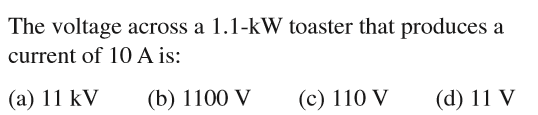 The voltage across a 1.1-kW toaster that produces a
current of 10 A is:
(a) 11 kV (b) 1100 V (c) 110 V (d) 11 V